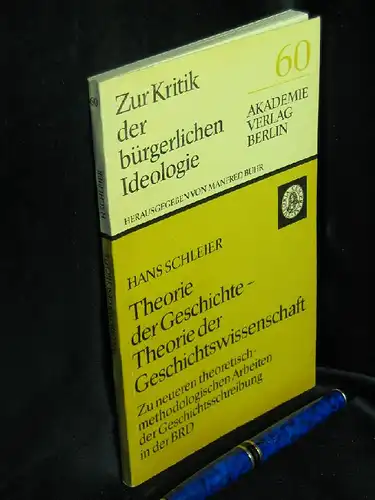 60
Zur Kritik
der
bürgerlichen
Ideologie
60
AKADEMIE
VERLAG
BERLIN
HERAUSGEGEBEN VON MANFRED BUHR
HANS SCHLEIER
Theorie
der Geschichte –
Theorie der
Geschichtswissenschaft
Zu neueren theoretisch-
methodologischen Arbeiten
der Geschichtsschreibung
in der BRD